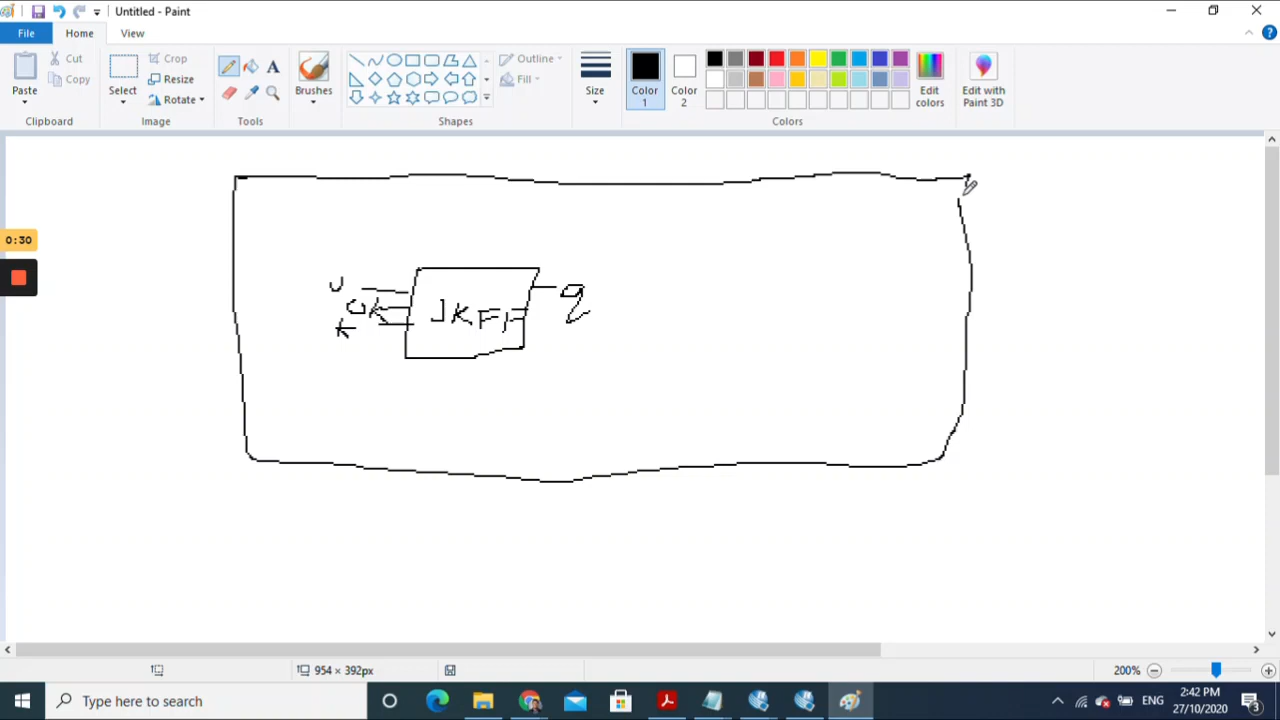 Untitled - Paint
File
Home
View
Paste
Cut
Copy
Clipboard
Select
Crop
Resize
Rotate
Image
Tools
Brushes
Shapes
Outline
Fill
Size
Color 1
Color 2
Colors
Edit colors
Edit with Paint 3D
0:30
JKFF
K
q
954 × 392px
200%
Type here to search
ENG
2:42 PM
27/10/2020
3